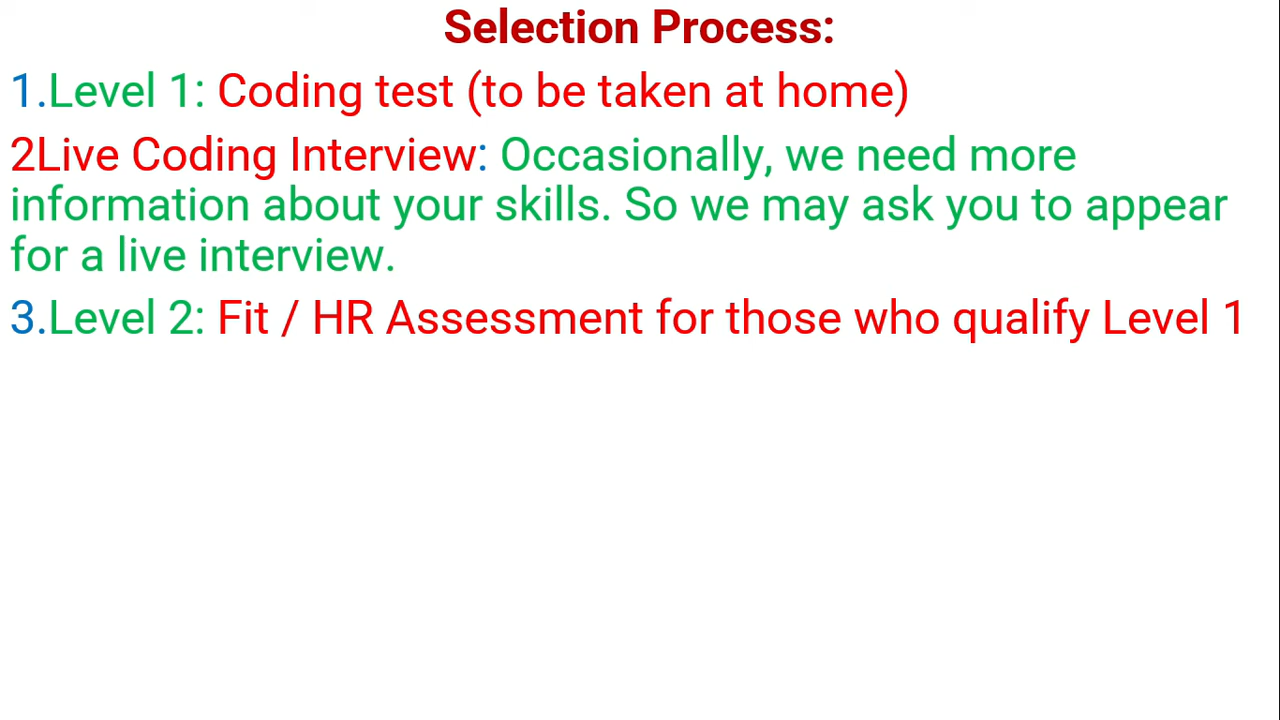 Selection Process:
1.Level 1: Coding test (to be taken at home)
2Live Coding Interview: Occasionally, we need more
information about your skills. So we may ask you to appear
for a live interview.
3.Level 2: Fit / HR Assessment for those who qualify Level 1